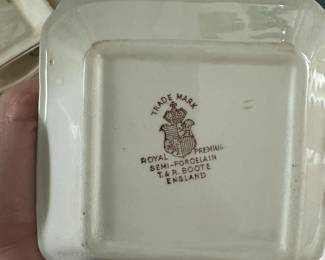 TRADE MARK
ROYAL PREMIUM
SEMI-PORCELAIN
T. & R. BOOTE
ENGLAND